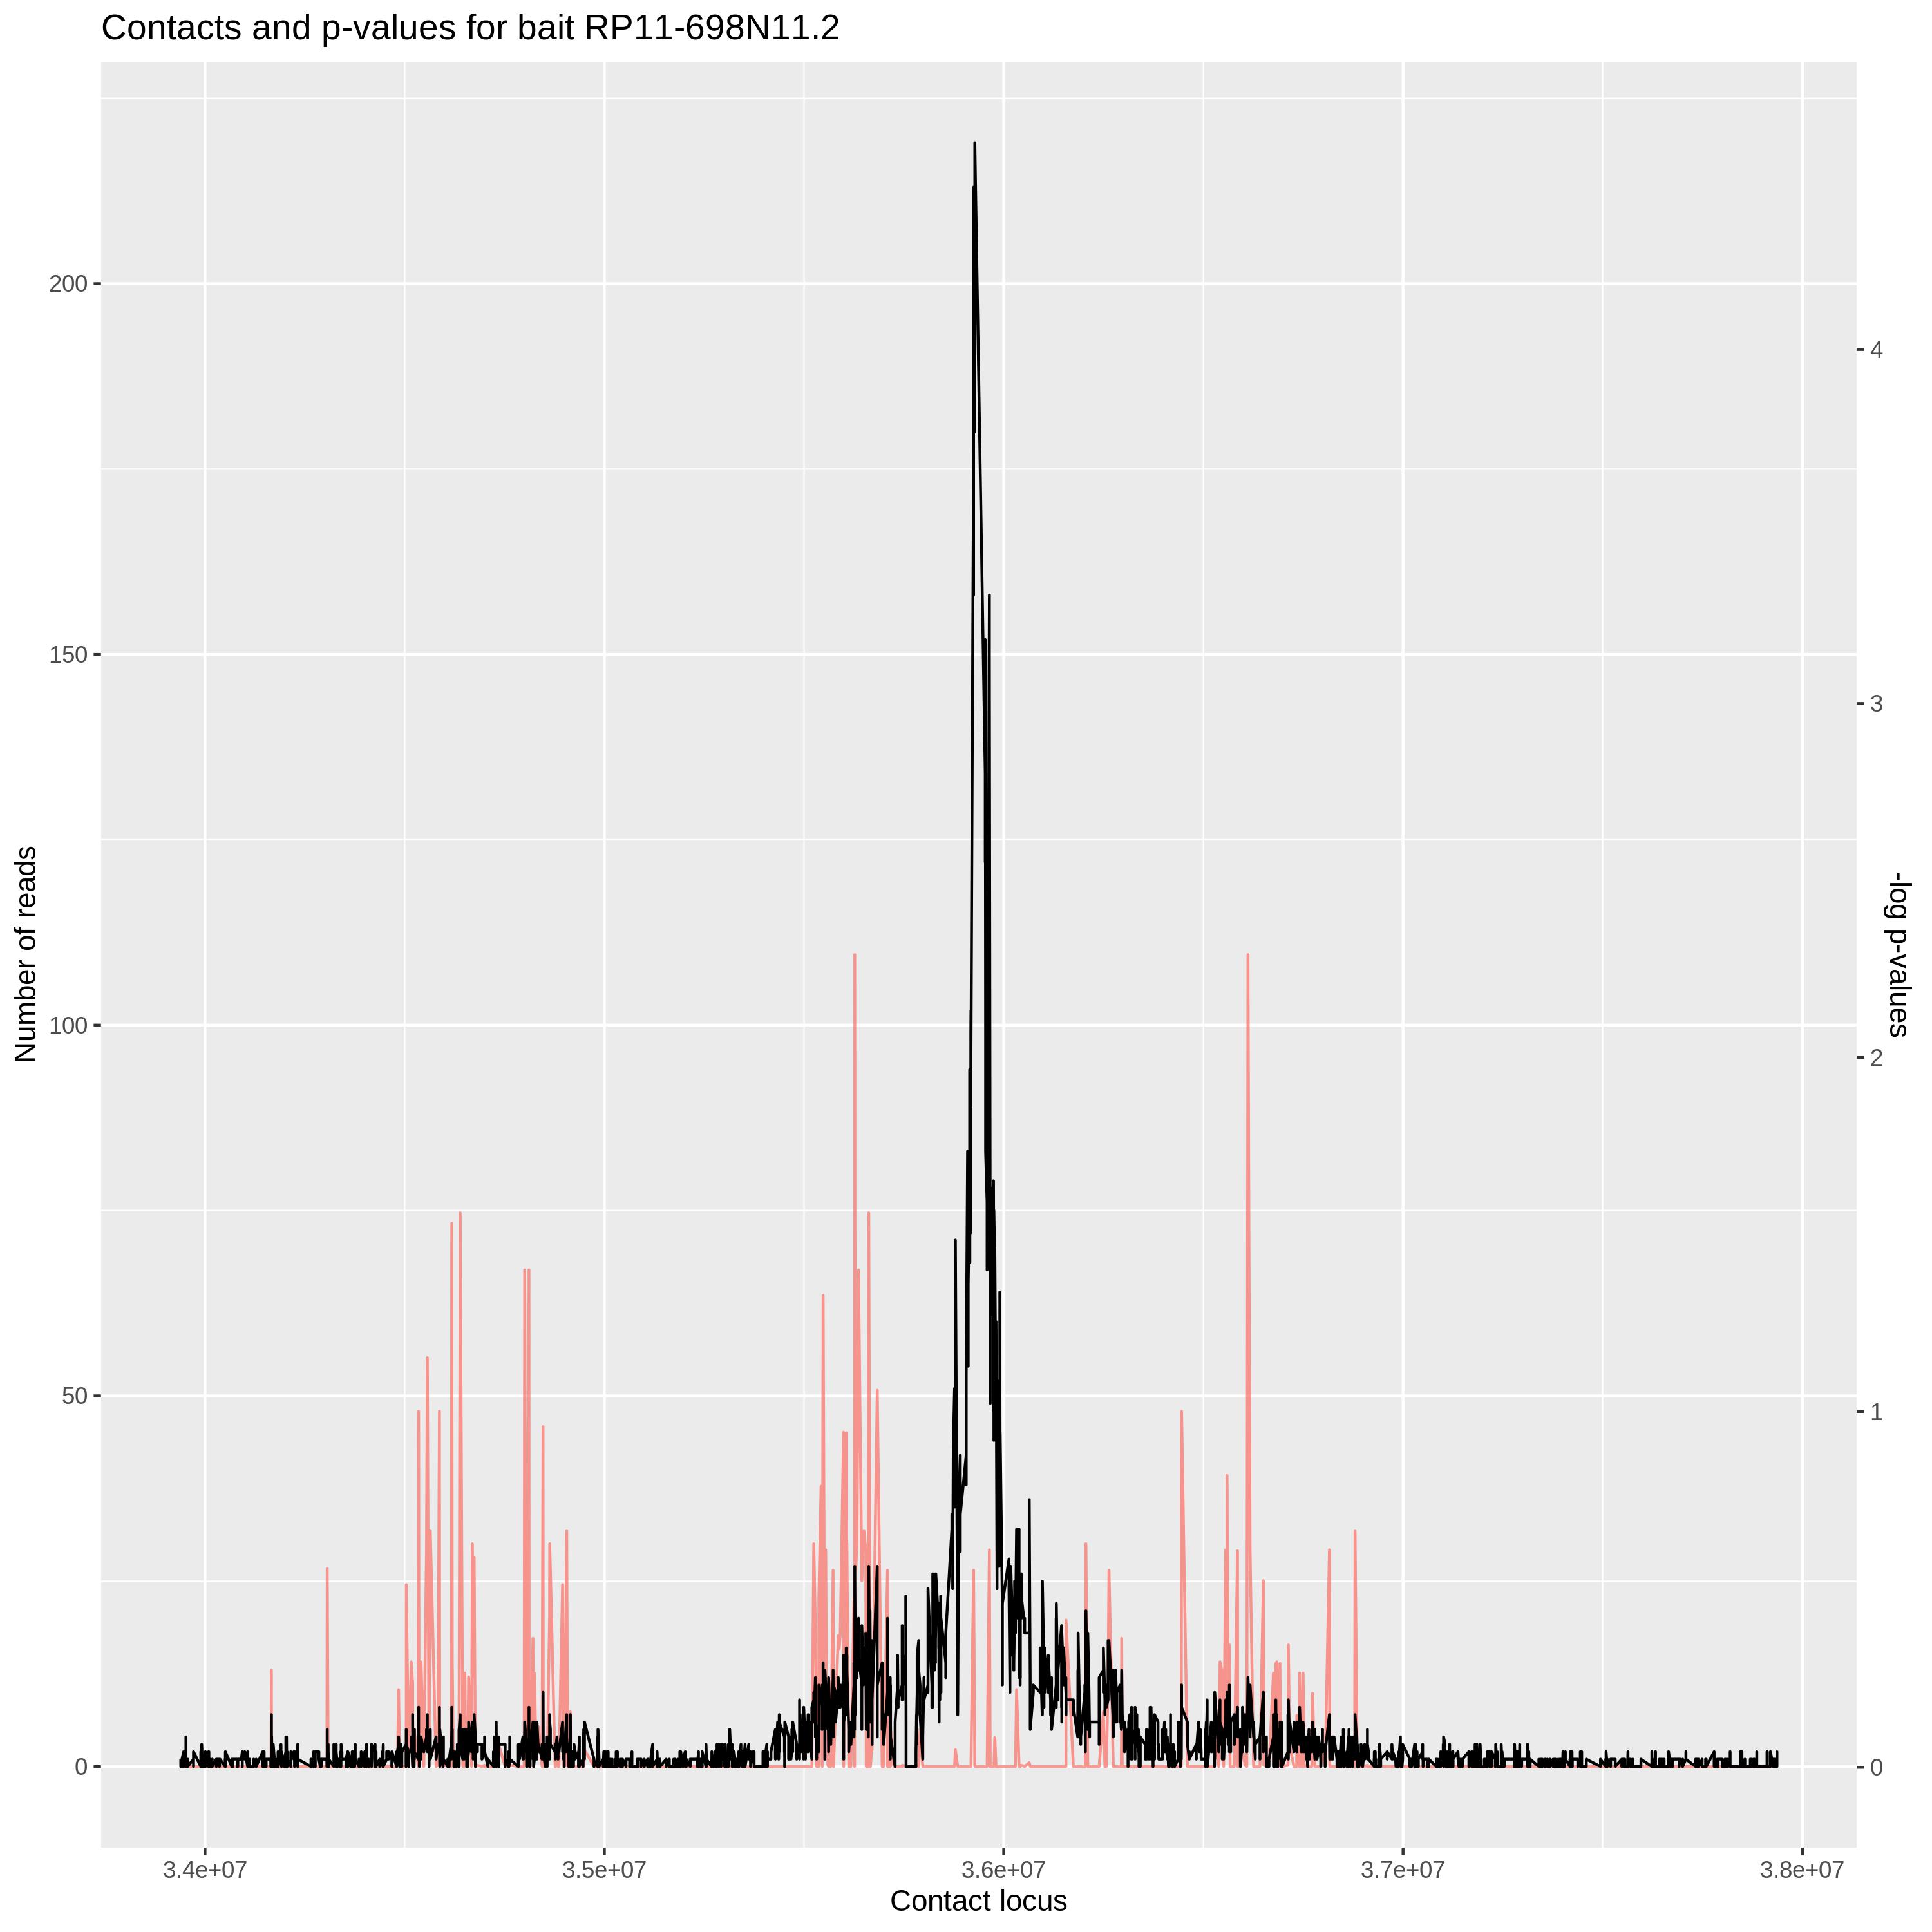 Contacts and p-values for bait RP11-698N11.2
Number of reads
200
150
100
50
0
4
3
2
1
0
-log p-values
3.4e+07
3.5e+07
3.6e+07
3.7e+07
3.8e+07
Contact locus